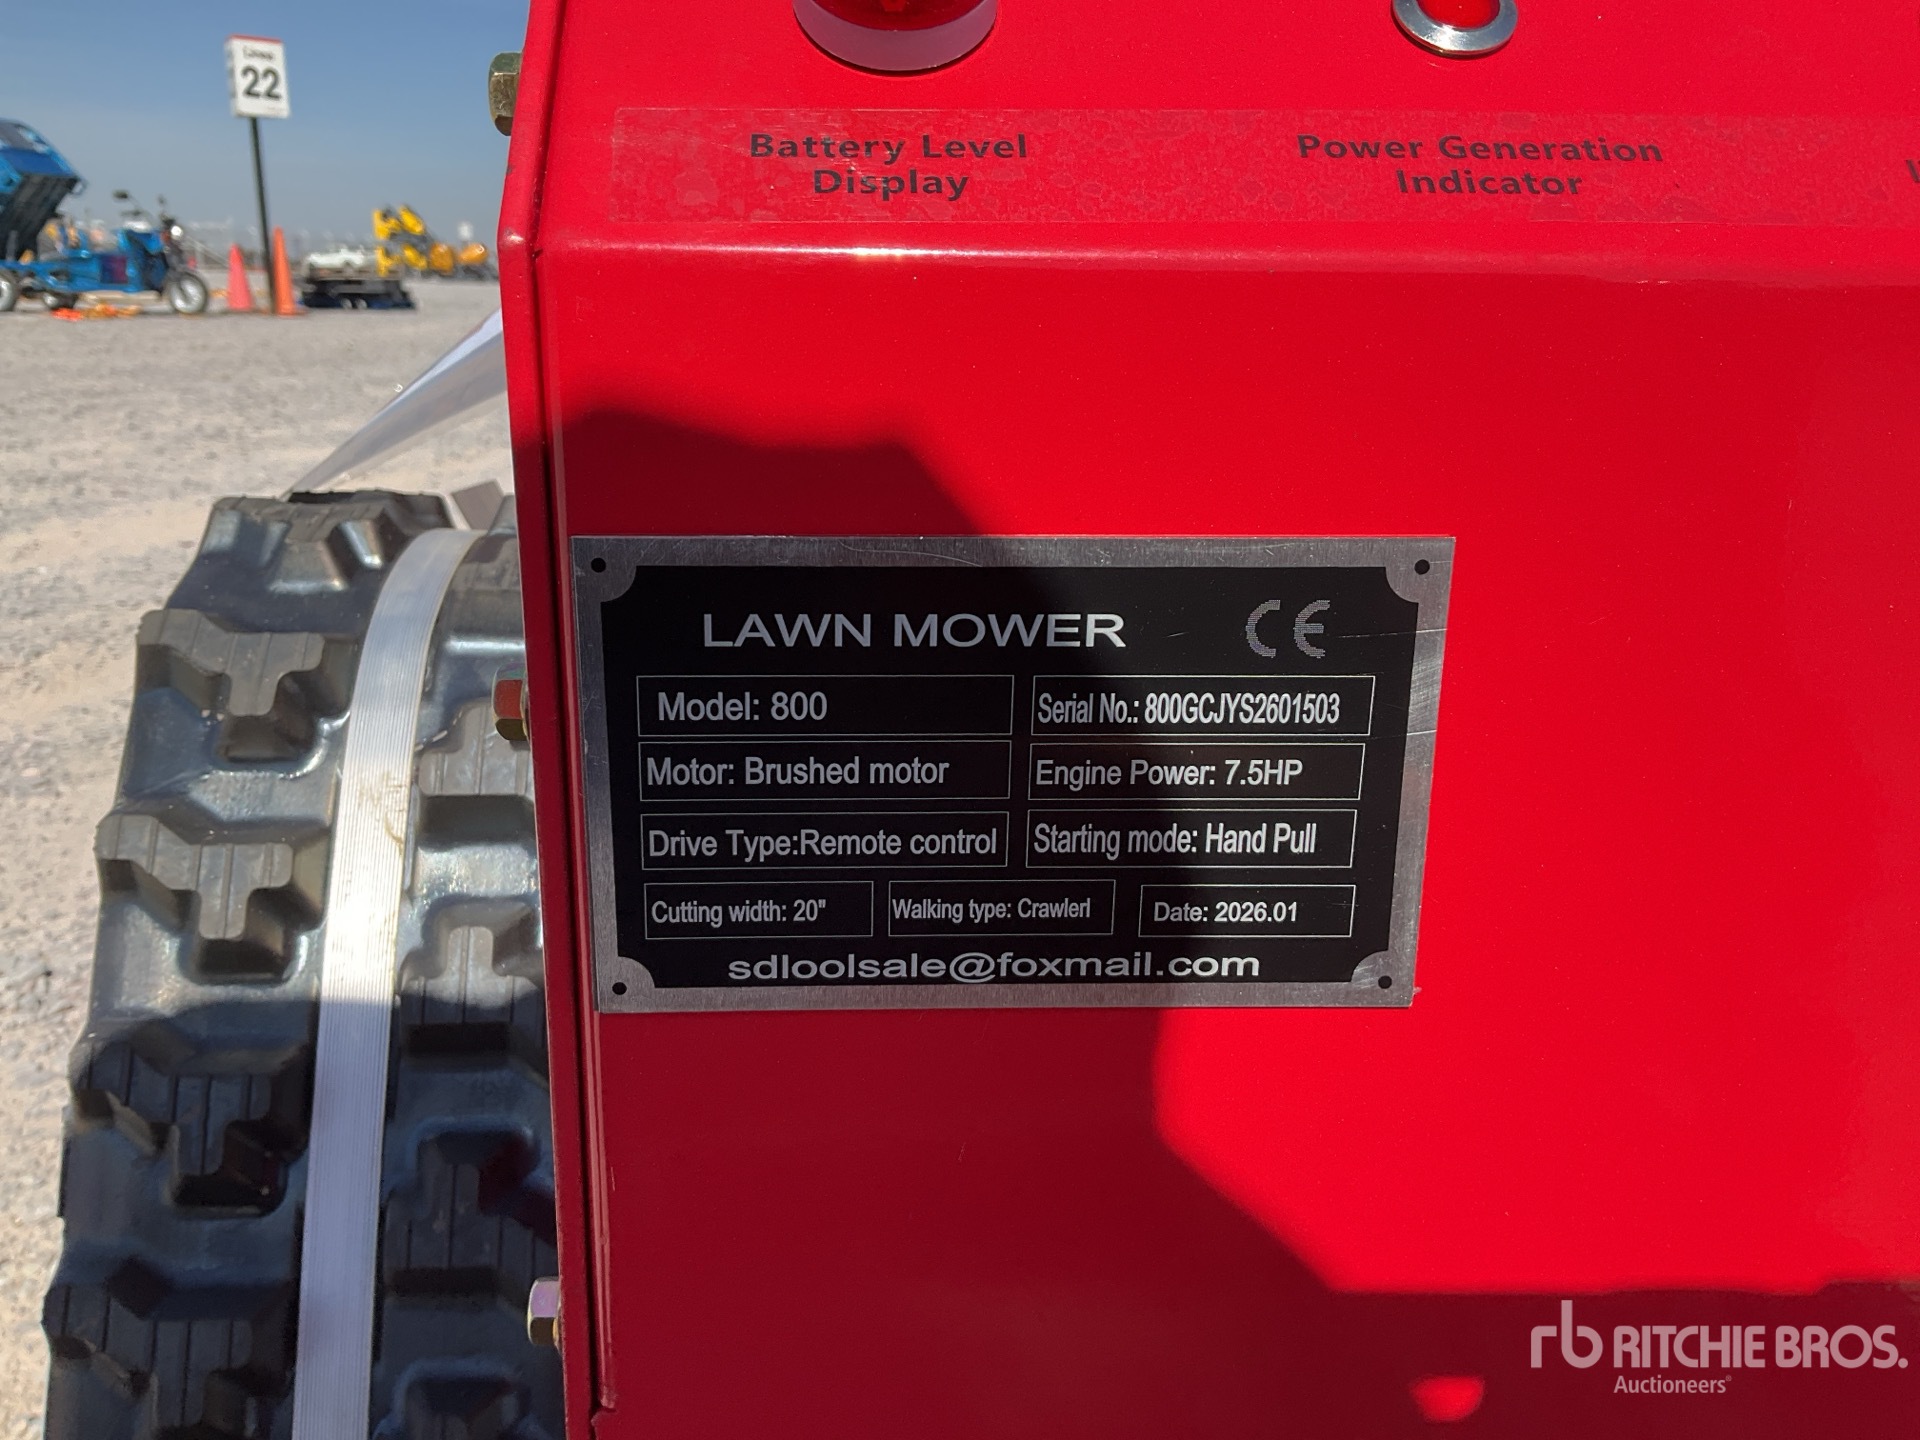 22
Battery Level
Display
Power Generation
Indicator
LAWN MOWER CE
Model: 800
Serial No.: 800GCJYS2601503
Motor: Brushed motor
Engine Power: 7.5HP
Drive Type:Remote control
Starting mode: Hand Pull
Cutting width: 20"
Walking type: Crawlerl
Date: 2026.01
sdloolsale@foxmail.com
rb RITCHIE BROS.
Auctioneers®